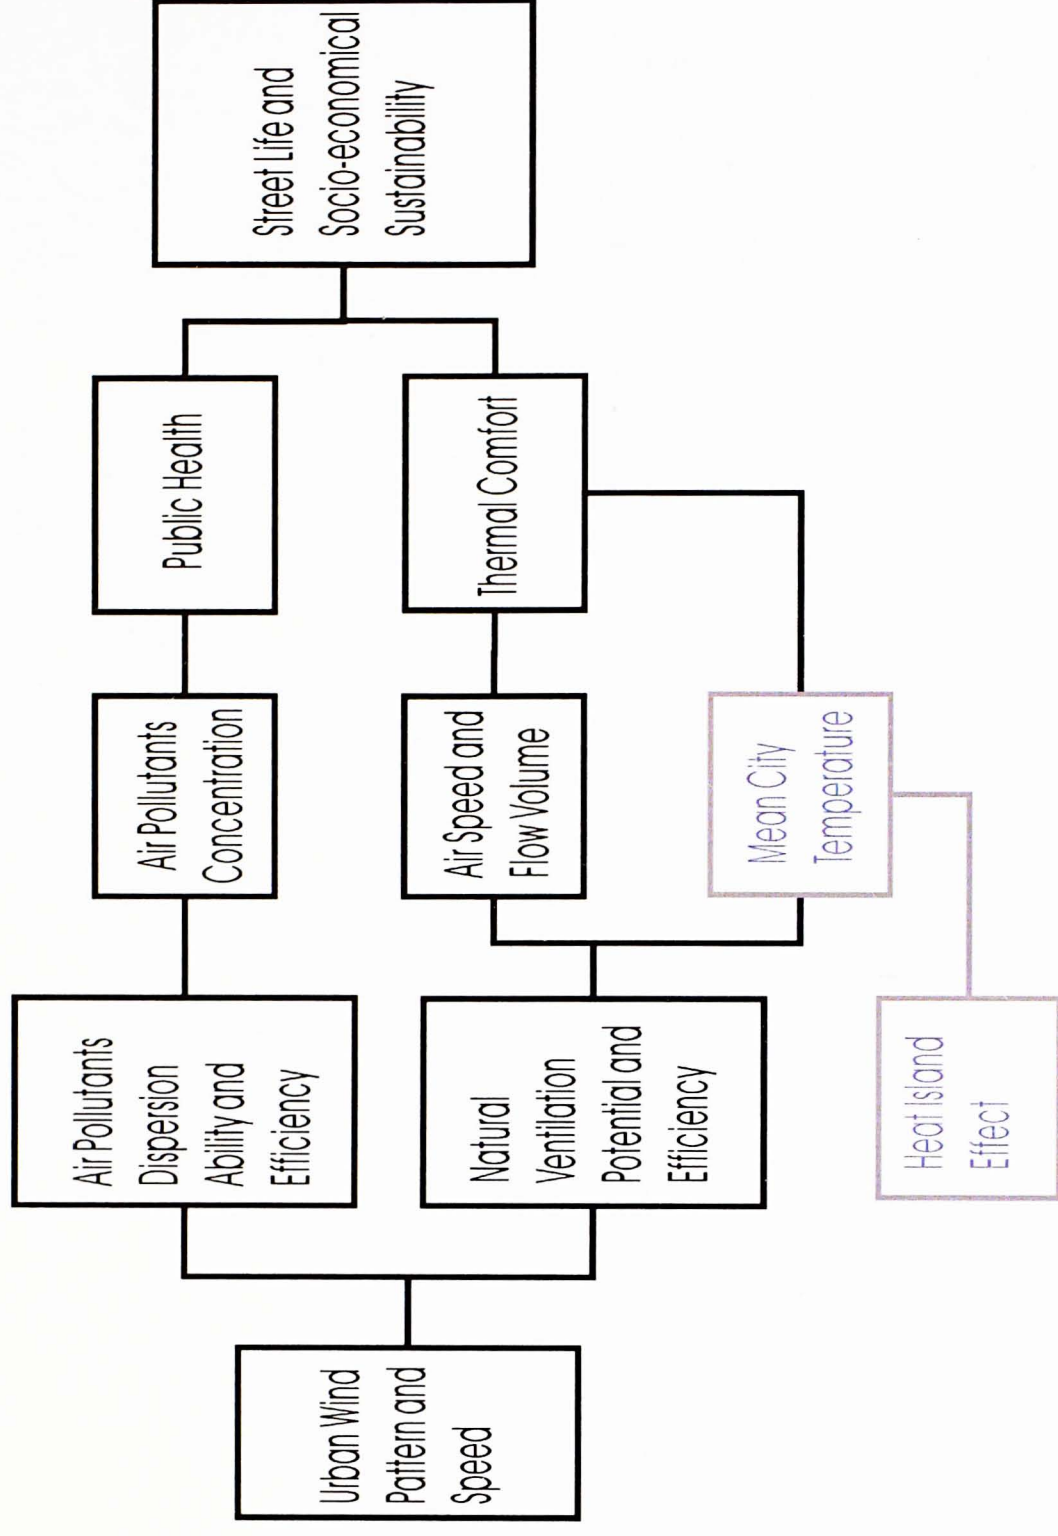 Urban Wind
Pattern and
Speed
Air Pollutants
Dispersion
Ability and
Efficiency
Natural
Ventilation
Potential and
Efficiency
Heat Island
Effect
Air Pollutants
Concentration
Air Speed and
Flow Volume
Mean City
Temperature
Public Health
Thermal Comfort
Street Life and
Socio-economical
Sustainability